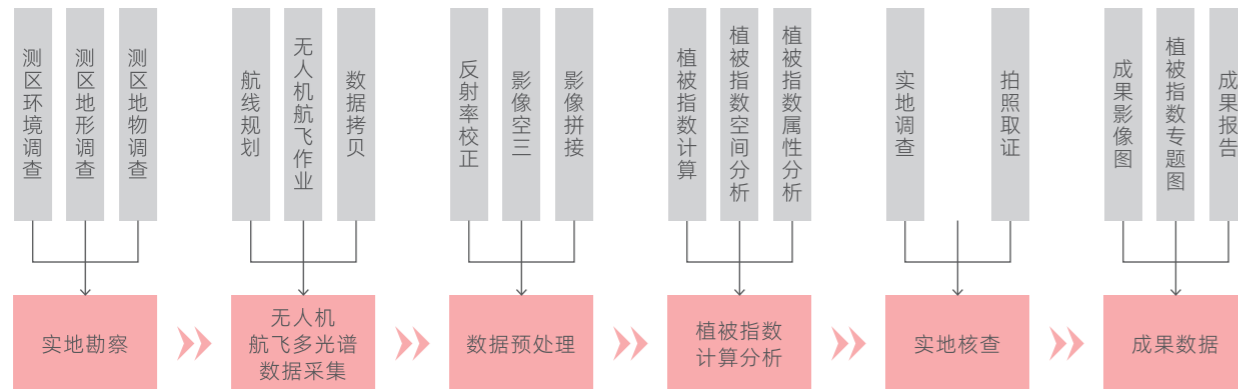 测区环境调查
测区地形调查
测区地物调查
航线规划
无人机航飞作业
数据拷贝
反射率校正
影像空三
影像拼接
植被指数计算
植被指数空间分析
植被指数属性分析
实地调查
拍照取证
成果影像图
植被指数专题图
成果报告
实地勘察
无人机
航飞多光谱
数据采集
数据预处理
植被指数
计算分析
实地核查
成果数据